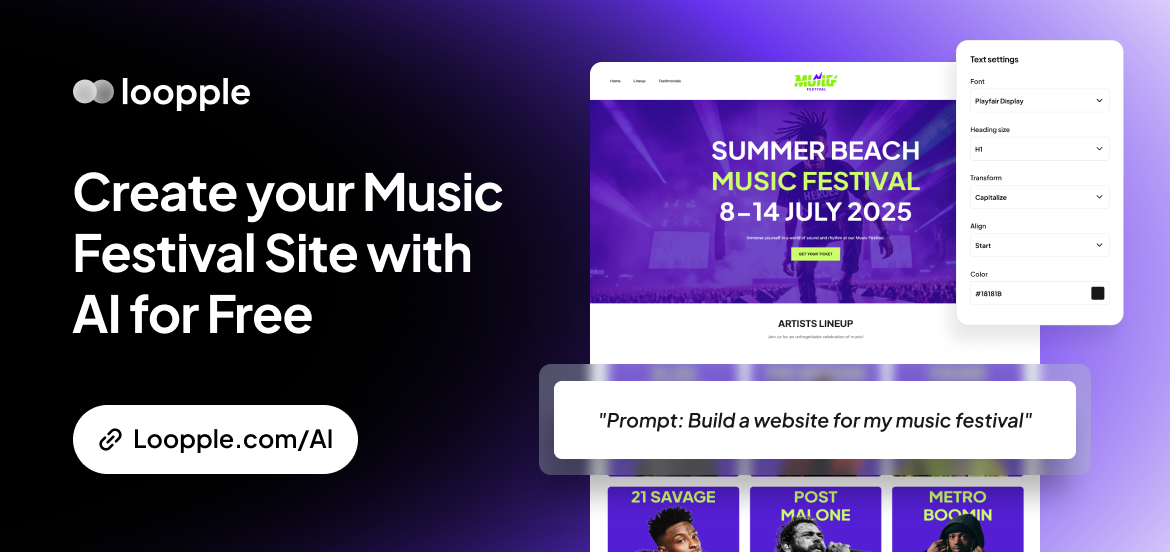 loopple
Create your Music
Festival Site with
AI for Free
Loopple.com/AI
Home
Lineup
Testimonials
FESTIVAL
SUMMER BEACH
MUSIC FESTIVAL
8–14 JULY 2025
Immerse yourself in a world of sound and rhythm at our Music Festival.
GET YOUR TICKET
ARTISTS LINEUP
Join us for an unforgettable celebration of music!
Text settings
Font
Playfair Display
Heading size
H1
Transform
Capitalize
Align
Start
Color
#18181B
"Prompt: Build a website for my music festival"
21 SAVAGE
POST
MALONE
METRO
BOOMIN